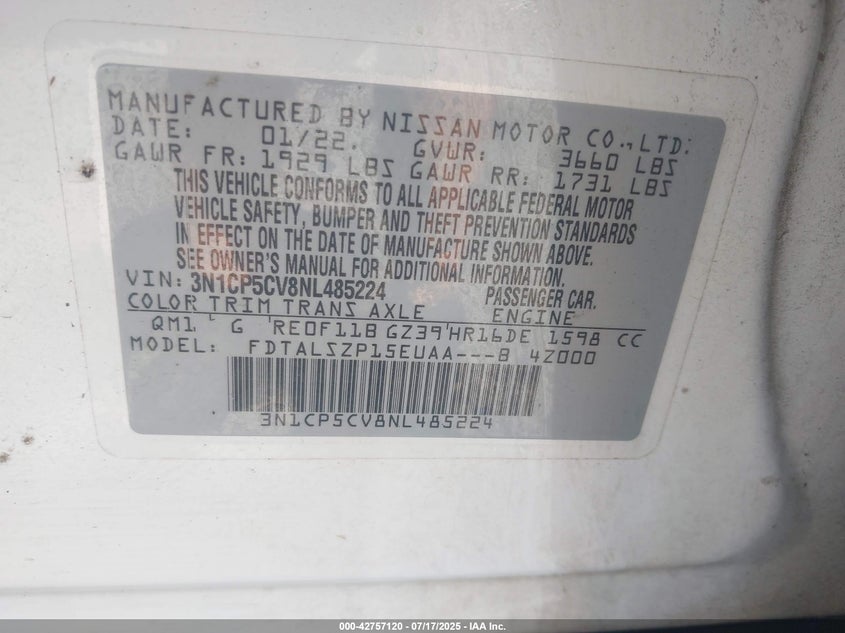 MANUFACTURED BY NISSAN MOTOR CO., LTD.
DATE: 01/22. GVWR: 3660 LBS
GAWR FR: 1929 LBS GAWR RR: 1731 LBS
THIS VEHICLE CONFORMS TO ALL APPLICABLE FEDERAL MOTOR
VEHICLE SAFETY, BUMPER AND THEFT PREVENTION STANDARDS
IN EFFECT ON THE DATE OF MANUFACTURE SHOWN ABOVE.
SEE OWNER'S MANUAL FOR ADDITIONAL INFORMATION.
VIN: 3N1CP5CV8NL485224 PASSENGER CAR.
COLOR TRIM TRANS AXLE ENGINE
QM1 G RE0F11B GZ39 HR16DE 1598 CC
MODEL: FDTALSZP15EUAA---8 4Z000
3N1CP5CV8NL485224
000-42757120 - 07/17/2025 - IAA Inc.